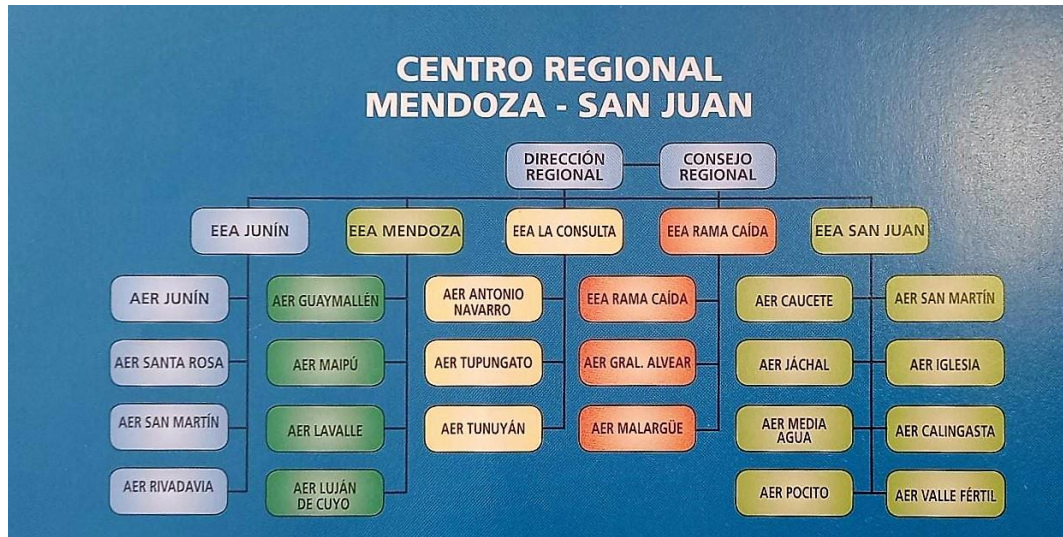 CENTRO REGIONAL
MENDOZA - SAN JUAN
DIRECCIÓN
REGIONAL
CONSEJO
REGIONAL
EEA JUNÍN
EEA MENDOZA
EEA LA CONSULTA
EEA RAMA CAÍDA
EEA SAN JUAN
AER JUNÍN
AER SANTA ROSA
AER SAN MARTÍN
AER RIVADAVIA
AER GUAYMALLÉN
AER MAIPÚ
AER LAVALLE
AER LUJÁN
DE CUYO
AER ANTONIO
NAVARRO
AER TUPUNGATO
AER TUNUYÁN
EEA RAMA CAÍDA
AER GRAL. ALVEAR
AER MALARGÜE
AER CAUCETE
AER JÁCHAL
AER MEDIA
AGUA
AER POCITO
AER SAN MARTÍN
AER IGLESIA
AER CALINGASTA
AER VALLE FÉRTIL